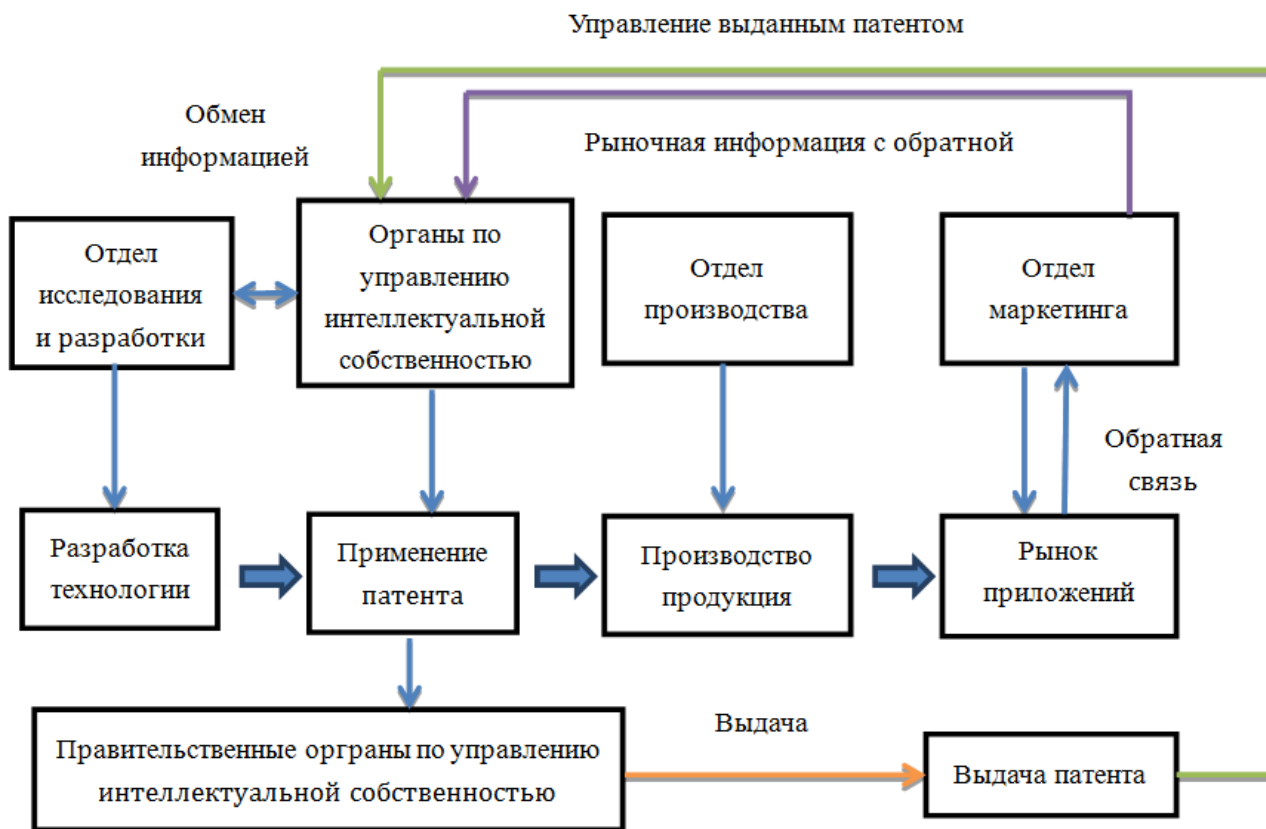 Управление выданным патентом
Обмен
информацией
Рыночная информация с обратной
Отдел
исследования
и разработки
Органы по
управлению
интеллектуальной
собственностью
Отдел
производства
Отдел
маркетинга
Обратная
связь
Разработка
технологии
Применение
патента
Производство
продукция
Рынок
приложений
Правительственные орграны по управлению
интеллектуальной собственностью
Выдача
Выдача патента